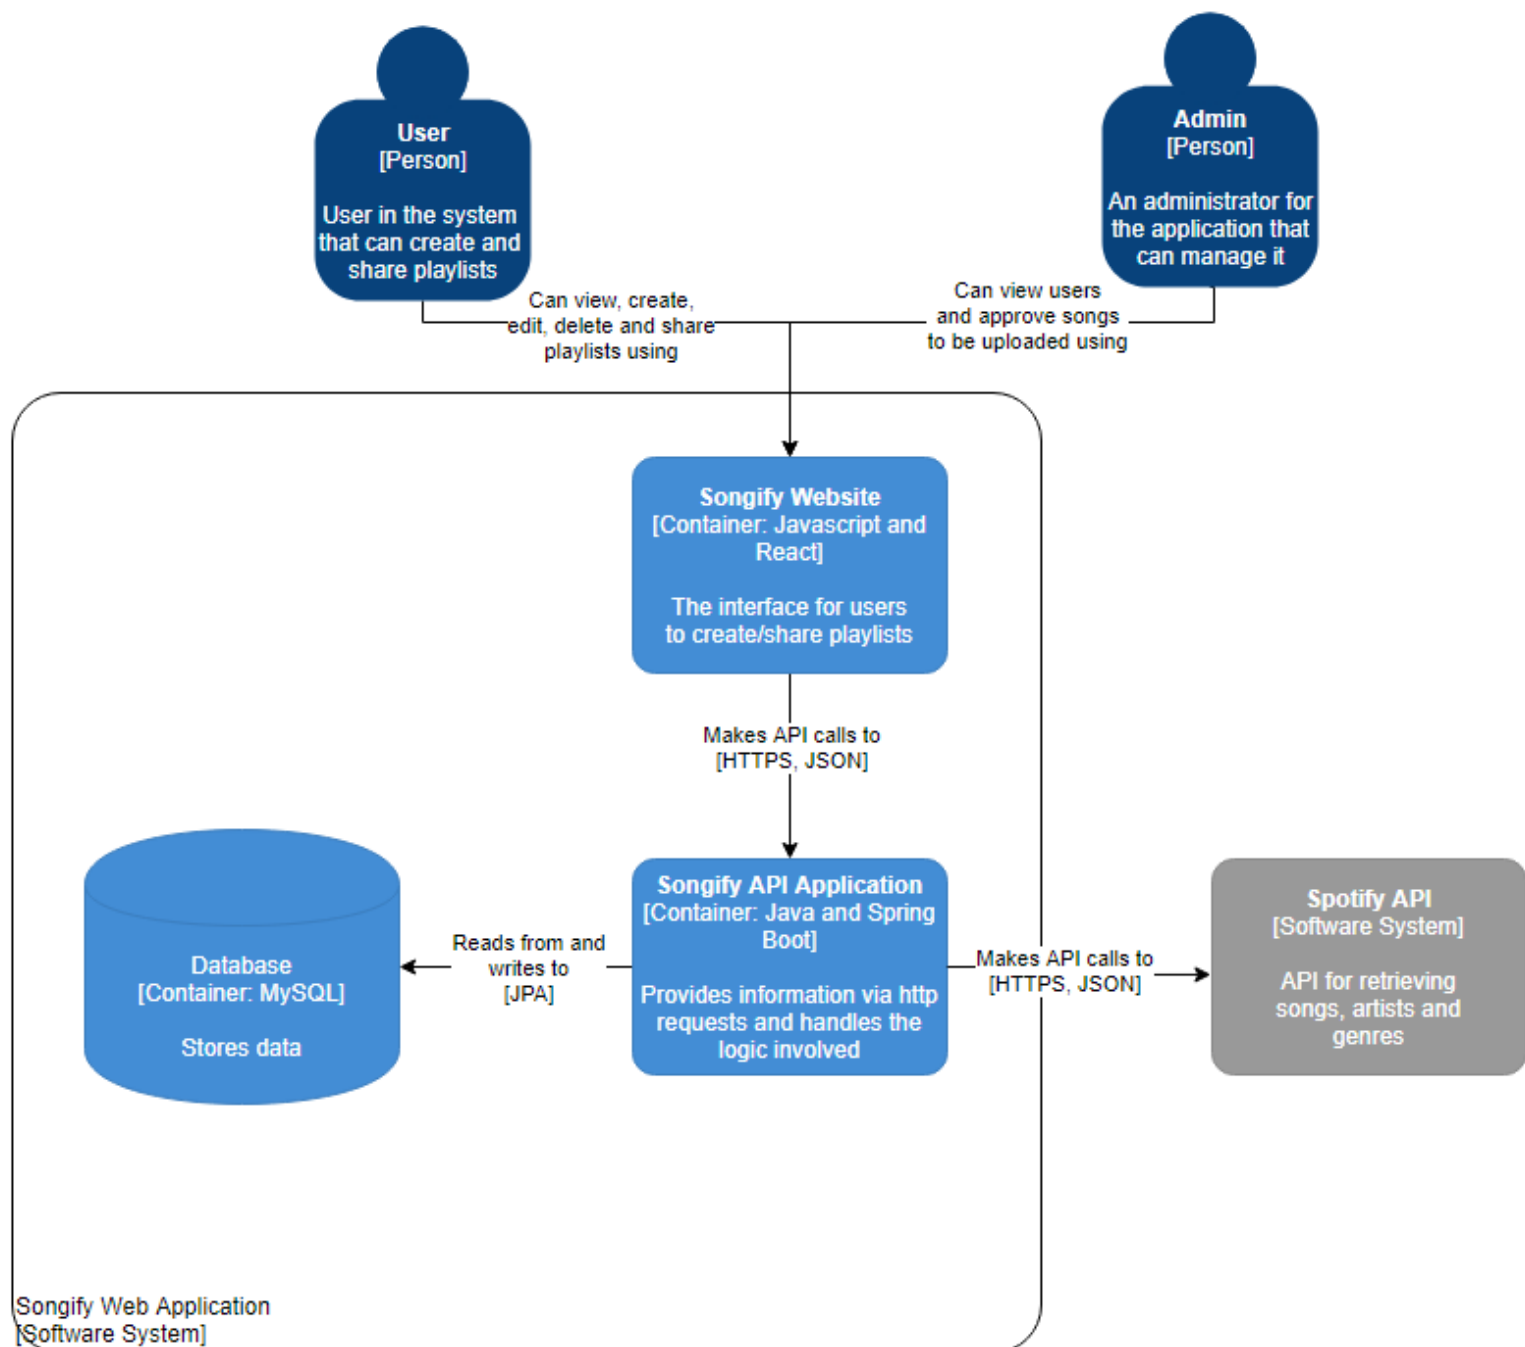 User
[Person]
User in the system
that can create and
share playlists
Admin
[Person]
An administrator for
the application that
can manage it
Can view, create,
edit, delete and share
playlists using
Can view users
and approve songs
to be uploaded using
Songify Website
[Container: Javascript and
React]
The interface for users
to create/share playlists
Makes API calls to
[HTTPS, JSON]
Database
[Container: MySQL]
Stores data
Reads from and
writes to
[JPA]
Songify API Application
[Container: Java and Spring
Boot]
Provides information via http
requests and handles the
logic involved
Makes API calls to
[HTTPS, JSON]
Spotify API
[Software System]
API for retrieving
songs, artists and
genres
Songify Web Application
[Software System]